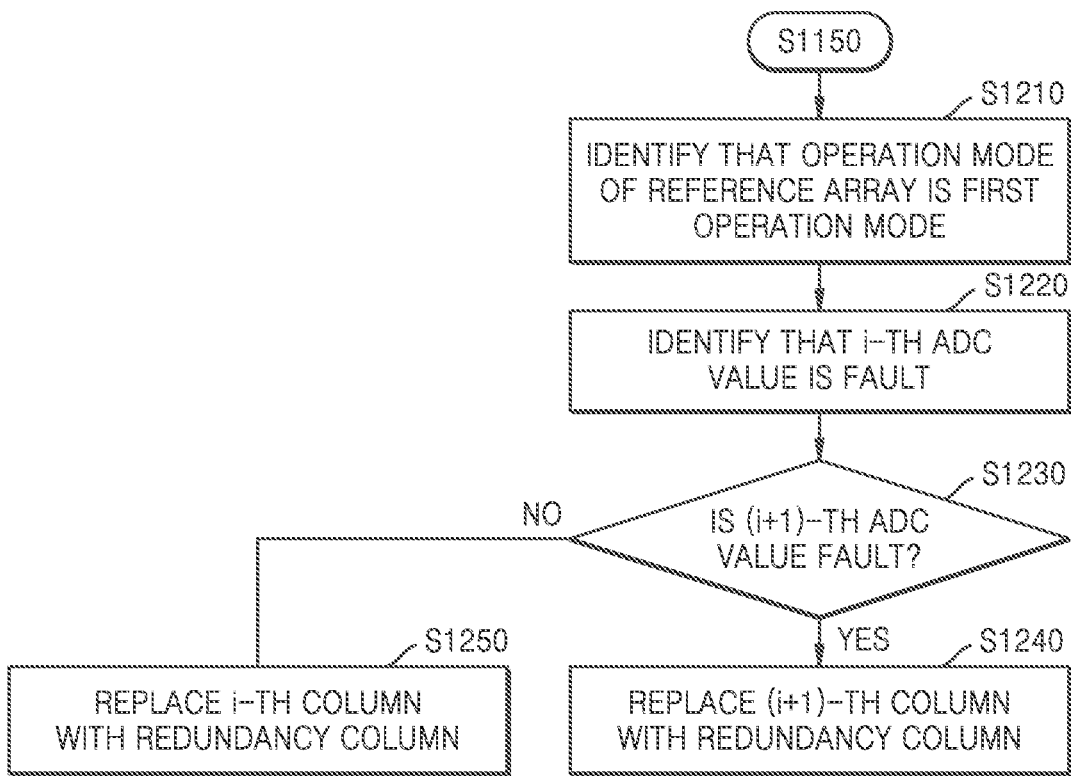 S1150
S1210
IDENTIFY THAT OPERATION MODE
OF REFERENCE ARRAY IS FIRST
OPERATION MODE
S1220
IDENTIFY THAT i-TH ADC
VALUE IS FAULT
S1230
IS (i+1)-TH ADC
VALUE FAULT?
NO
YES
S1250
REPLACE i-TH COLUMN
WITH REDUNDANCY COLUMN
S1240
REPLACE (i+1)-TH COLUMN
WITH REDUNDANCY COLUMN